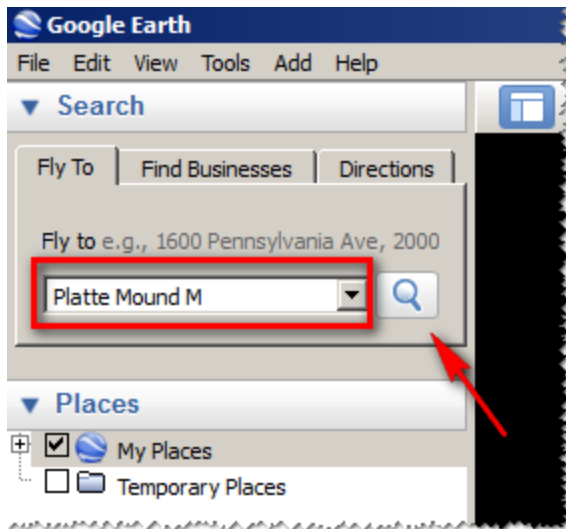 Google Earth
File Edit View Tools Add Help
Search
Fly To Find Businesses Directions
Fly to e.g., 1600 Pennsylvania Ave, 2000
Platte Mound M
Places
My Places
Temporary Places